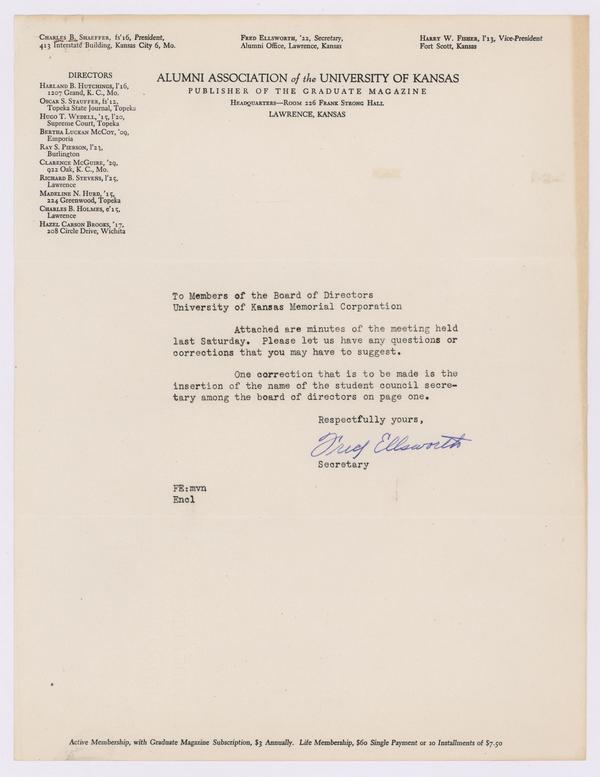 Charles B. Shaeffer, fs'16, President,
413 Interstate Building, Kansas City 6, Mo.
Fred Ellsworth, '22, Secretary,
Alumni Office, Lawrence, Kansas
Harry W. Fisher, l'13, Vice-President
Fort Scott, Kansas
DIRECTORS
Harland B. Hutchings, l'16,
1207 Grand, K. C., Mo.
Oscar S. Stauffer, fs'12,
Topeka State Journal, Topeka
Hugo T. Wedell, '15, l'20,
Supreme Court, Topeka
Bertha Luckan McCoy, '09,
Emporia
Ray S. Pierson, l'23,
Burlington
Clarence McGuire, '29,
922 Oak, K. C., Mo.
Richard B. Stevens, l'25,
Lawrence
Madeline N. Hurd, '15,
224 Greenwood, Topeka
Charles B. Holmes, e'15,
Lawrence
Hazel Carson Brooks, '17,
208 Circle Drive, Wichita
ALUMNI ASSOCIATION of the UNIVERSITY OF KANSAS
PUBLISHER OF THE GRADUATE MAGAZINE
Headquarters—Room 226 Frank Strong Hall
LAWRENCE, KANSAS
To Members of the Board of Directors
University of Kansas Memorial Corporation
Attached are minutes of the meeting held
last Saturday. Please let us have any questions or
corrections that you may have to suggest.
One correction that is to be made is the
insertion of the name of the student council secre-
tary among the board of directors on page one.
Respectfully yours,
Fred Ellsworth
Secretary
FE:mvn
Encl
Active Membership, with Graduate Magazine Subscription, $3 Annually. Life Membership, $60 Single Payment or 10 Installments of $7.50